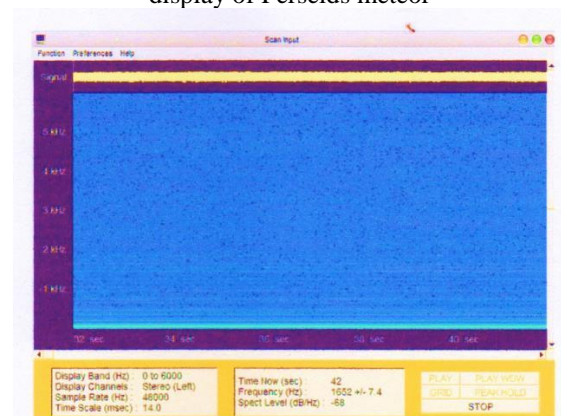 display of Perseids meteor
Scan Input
Function Preferences Help
Signal
5 kHz
4 kHz
3 kHz
2 kHz
1 kHz
32 sec 34 sec 36 sec 38 sec 40 sec
Display Band (Hz) : 0 to 6000
Display Channels : Stereo (Left)
Sample Rate (Hz) : 48000
Time Scale (msec) : 14.0
Time Now (sec) : 42
Frequency (Hz) : 1652 +/- 7.4
Spect Level (dB/Hz) : -68
PLAY PLAY WDW
GRID PEAK HOLD
STOP